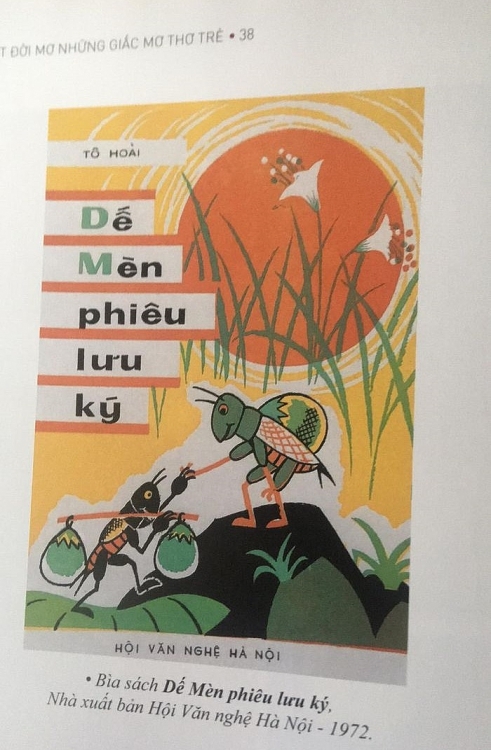 T ĐỜI MƠ NHỮNG GIẤC MƠ THƠ TRẺ • 38
TÔ HOÀI
Dế
Mèn
phiêu
lưu
ký
HỘI VĂN NGHỆ HÀ NỘI
• Bìa sách Dế Mèn phiêu lưu ký,
Nhà xuất bản Hội Văn nghệ Hà Nội - 1972.